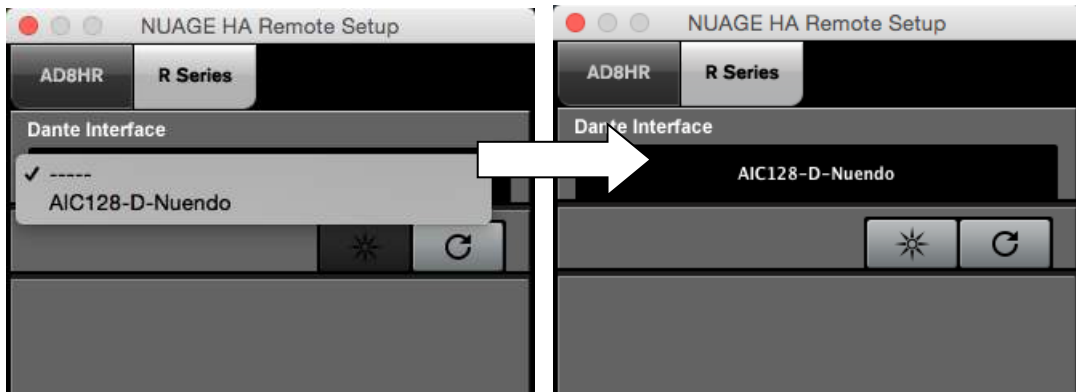 NUAGE HA Remote Setup
AD8HR
R Series
Dante Interface
✓ -----
AIC128-D-Nuendo
NUAGE HA Remote Setup
AD8HR
R Series
Dante Interface
AIC128-D-Nuendo